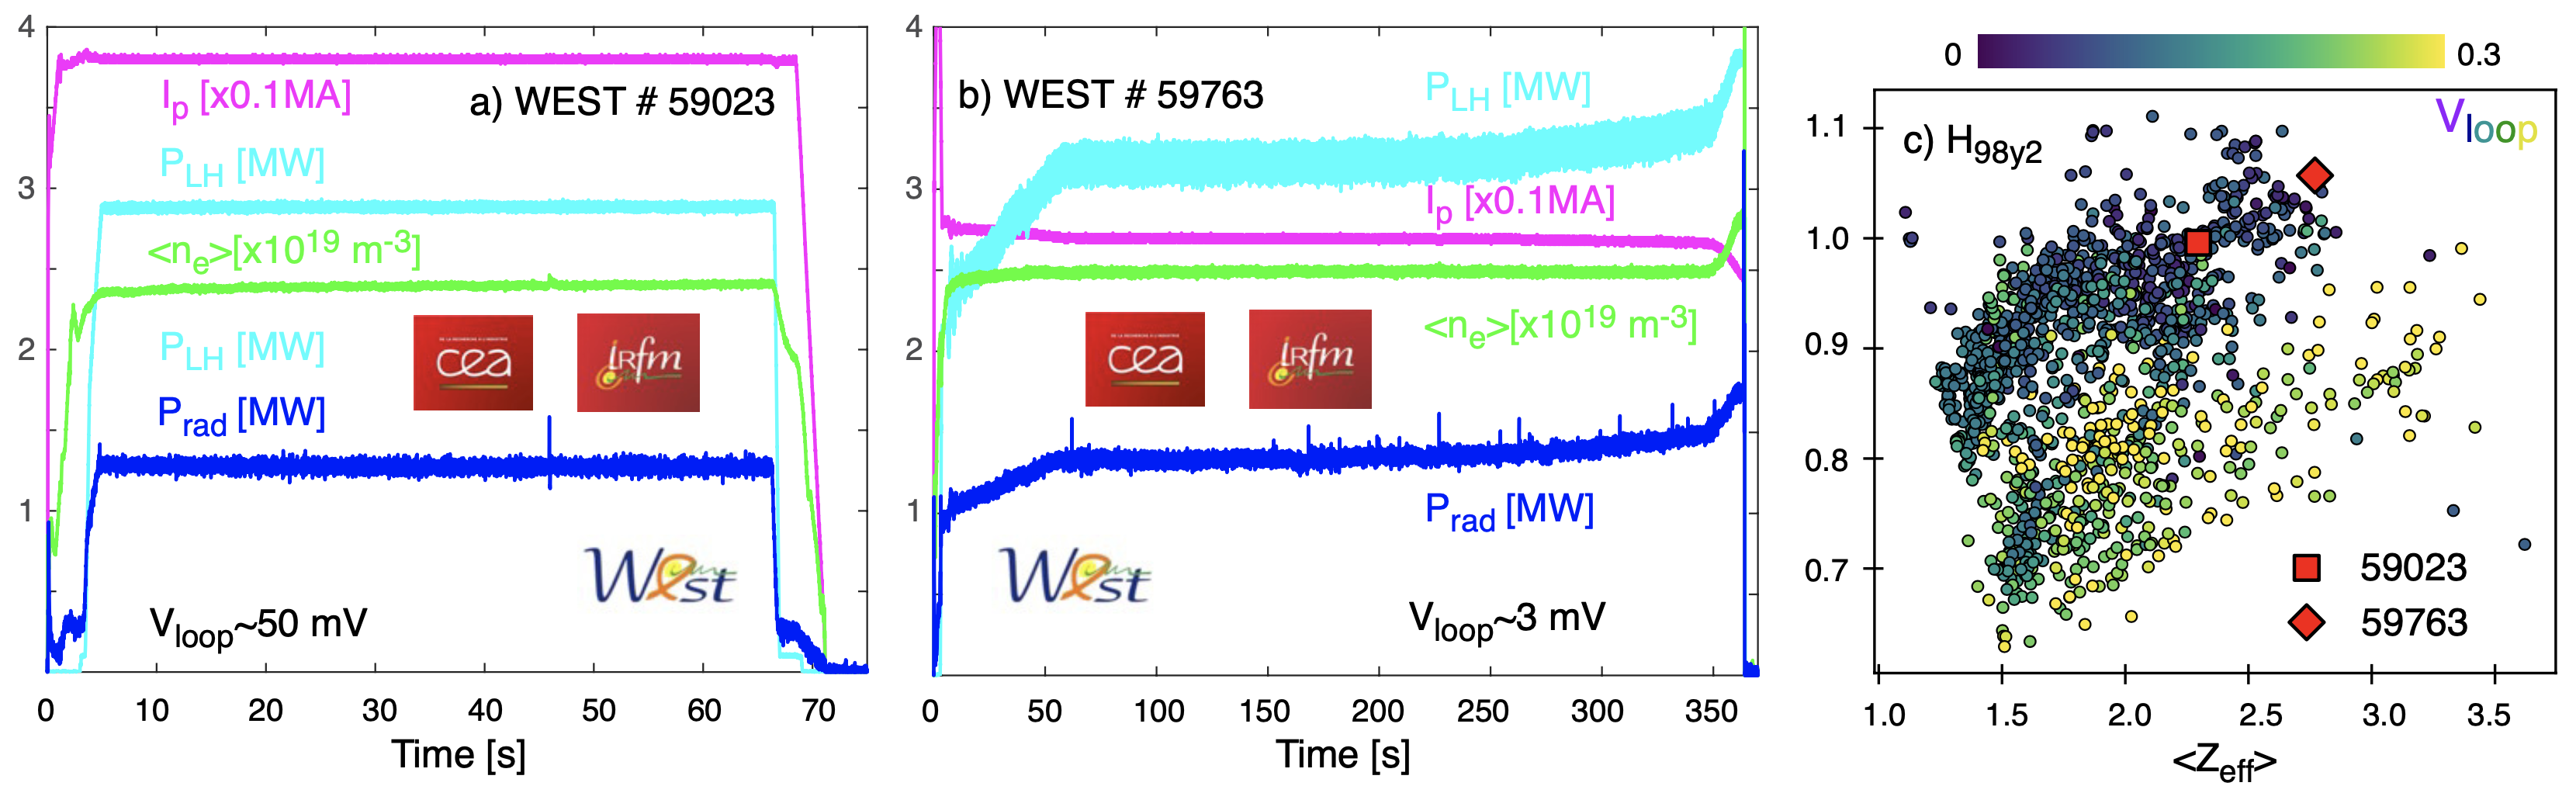 4
3
2
1
I_p [x0.1MA]
a) WEST # 59023
P_LH [MW]
<n_e>[x10^19 m^-3]
P_LH [MW]
cea
irfm
P_rad [MW]
West
V_loop~50 mV
0 10 20 30 40 50 60 70
Time [s]
4
3
2
1
b) WEST # 59763
P_LH [MW]
I_p [x0.1MA]
<n_e>[x10^19 m^-3]
cea
irfm
P_rad [MW]
West
V_loop~3 mV
0 50 100 150 200 250 300 350
Time [s]
0 0.3
V_loop
c) H_98y2
1.1
1.0
0.9
0.8
0.7
59023
59763
1.0 1.5 2.0 2.5 3.0 3.5
<Z_eff>